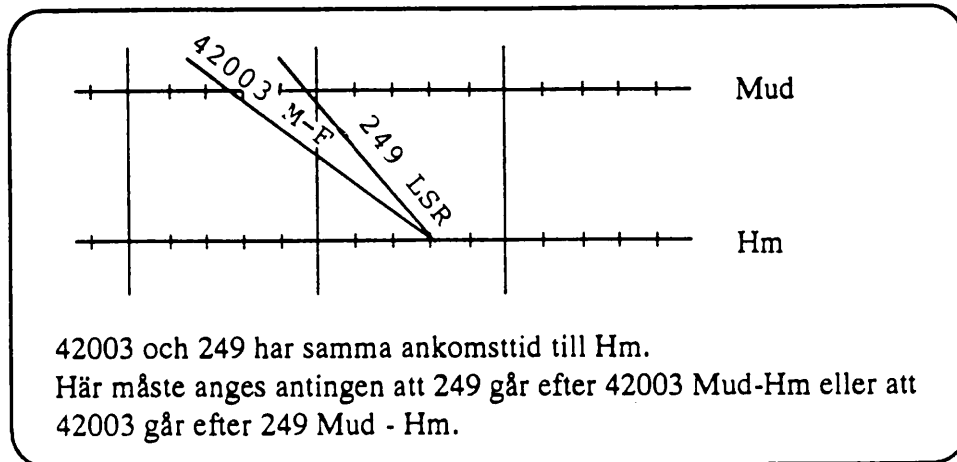 42003 M-F
249 LSR
Mud
Hm
42003 och 249 har samma ankomsttid till Hm.
Här måste anges antingen att 249 går efter 42003 Mud-Hm eller att
42003 går efter 249 Mud - Hm.